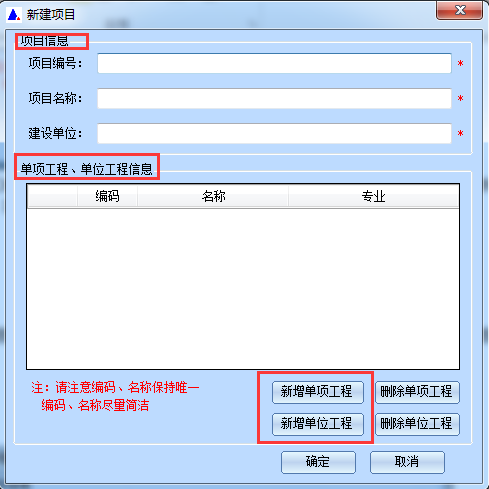 新建项目
项目信息
项目编号： *
项目名称： *
建设单位： *
单项工程、单位工程信息
编码 名称 专业
注：请注意编码、名称保持唯一
编码、名称尽量简洁
新增单项工程 删除单项工程
新增单位工程 删除单位工程
确定 取消